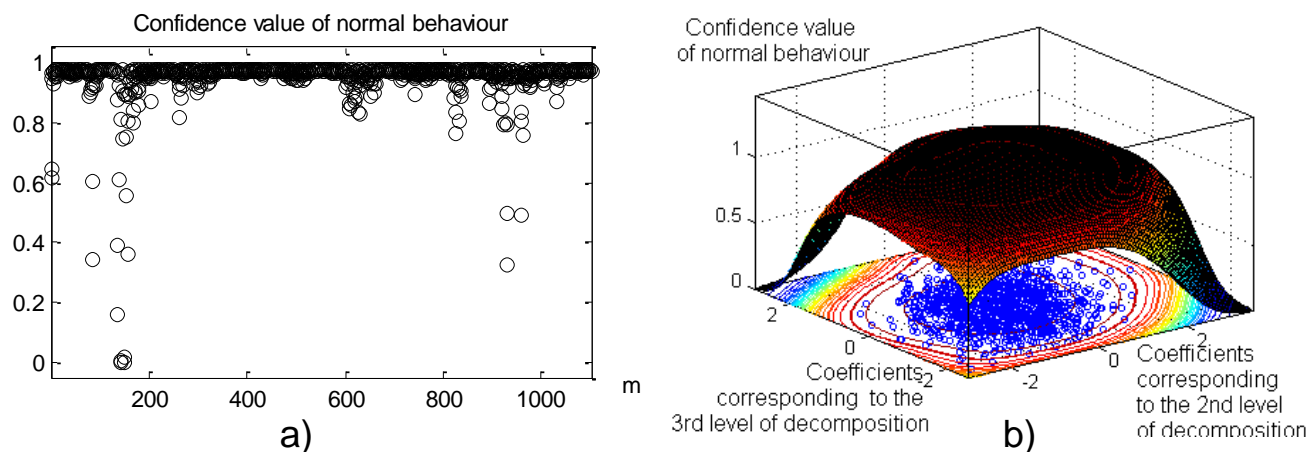 Confidence value of normal behaviour
1
0.8
0.6
0.4
0.2
0
200
400
600
800
1000
m
a)
Confidence value
of normal behaviour
1
0.5
0
2
0
-2
-2
0
2
Coefficients
corresponding to the
3rd level of decomposition
Coefficients
corresponding
to the 2nd level
of decomposition
b)